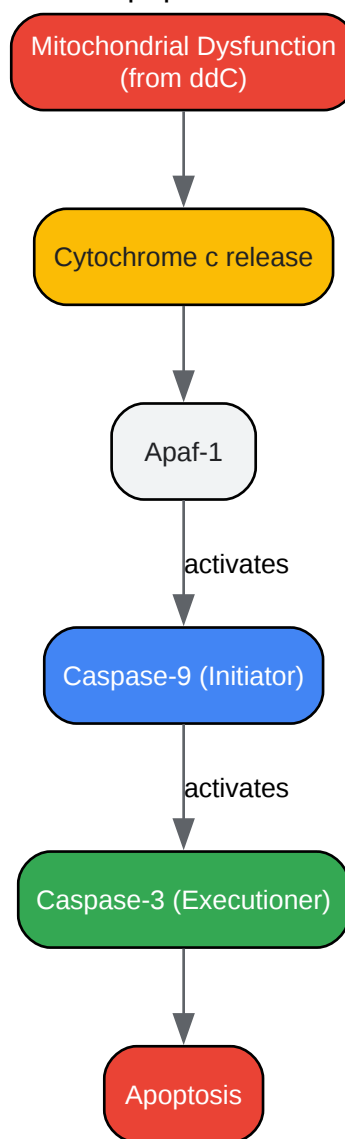 Mitochondrial Dysfunction
(from ddC)
Cytochrome c release
Apaf-1
activates
Caspase-9 (Initiator)
activates
Caspase-3 (Executioner)
Apoptosis